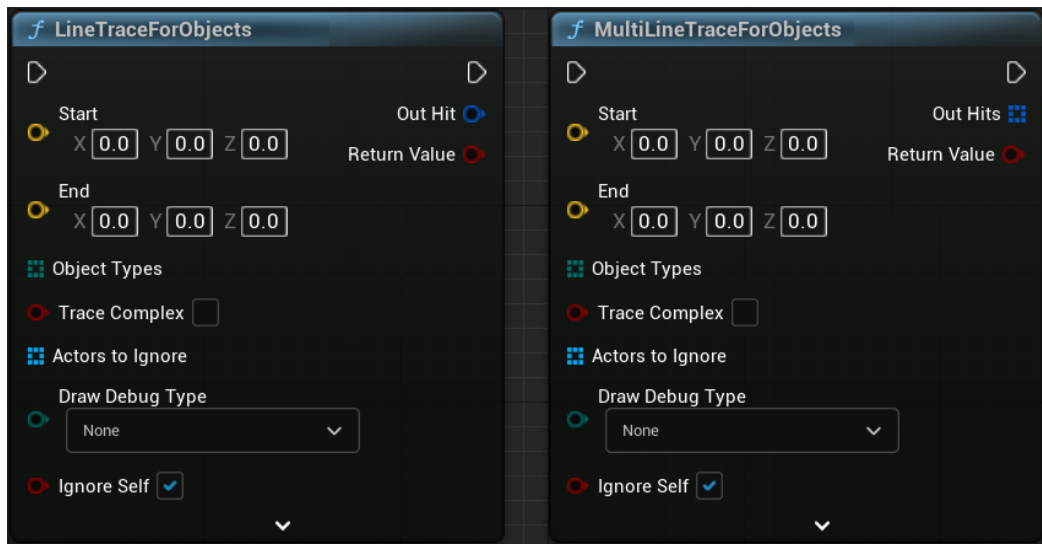 LineTraceForObjects
Start
Out Hit
X 0.0 Y 0.0 Z 0.0
Return Value
End
X 0.0 Y 0.0 Z 0.0
Object Types
Trace Complex
Actors to Ignore
Draw Debug Type
None
Ignore Self
MultiLineTraceForObjects
Start
Out Hits
X 0.0 Y 0.0 Z 0.0
Return Value
End
X 0.0 Y 0.0 Z 0.0
Object Types
Trace Complex
Actors to Ignore
Draw Debug Type
None
Ignore Self